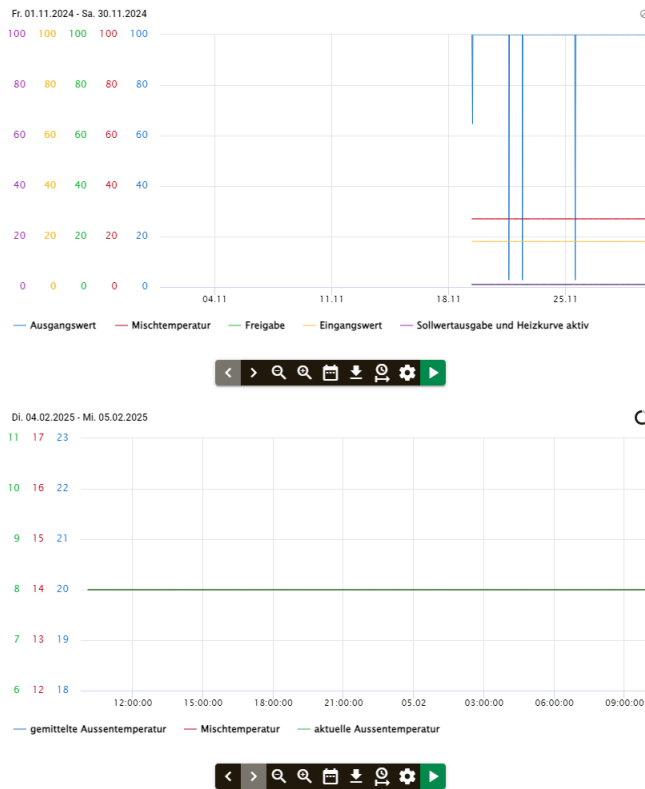 Fr. 01.11.2024 - Sa. 30.11.2024
100 100 100 100 100
80 80 80 80 80
60 60 60 60 60
40 40 40 40 40
20 20 20 20 20
0 0 0 0 0
04.11 11.11 18.11 25.11
Ausgangswert Mischtemperatur Freigabe Eingangswert Sollwertausgabe und Heizkurve aktiv
Di. 04.02.2025 - Mi. 05.02.2025
11 17 23
10 16 22
9 15 21
8 14 20
7 13 19
6 12 18
12:00:00 15:00:00 18:00:00 21:00:00 05.02 03:00:00 06:00:00 09:00:00
gemittelte Aussentemperatur Mischtemperatur aktuelle Aussentemperatur